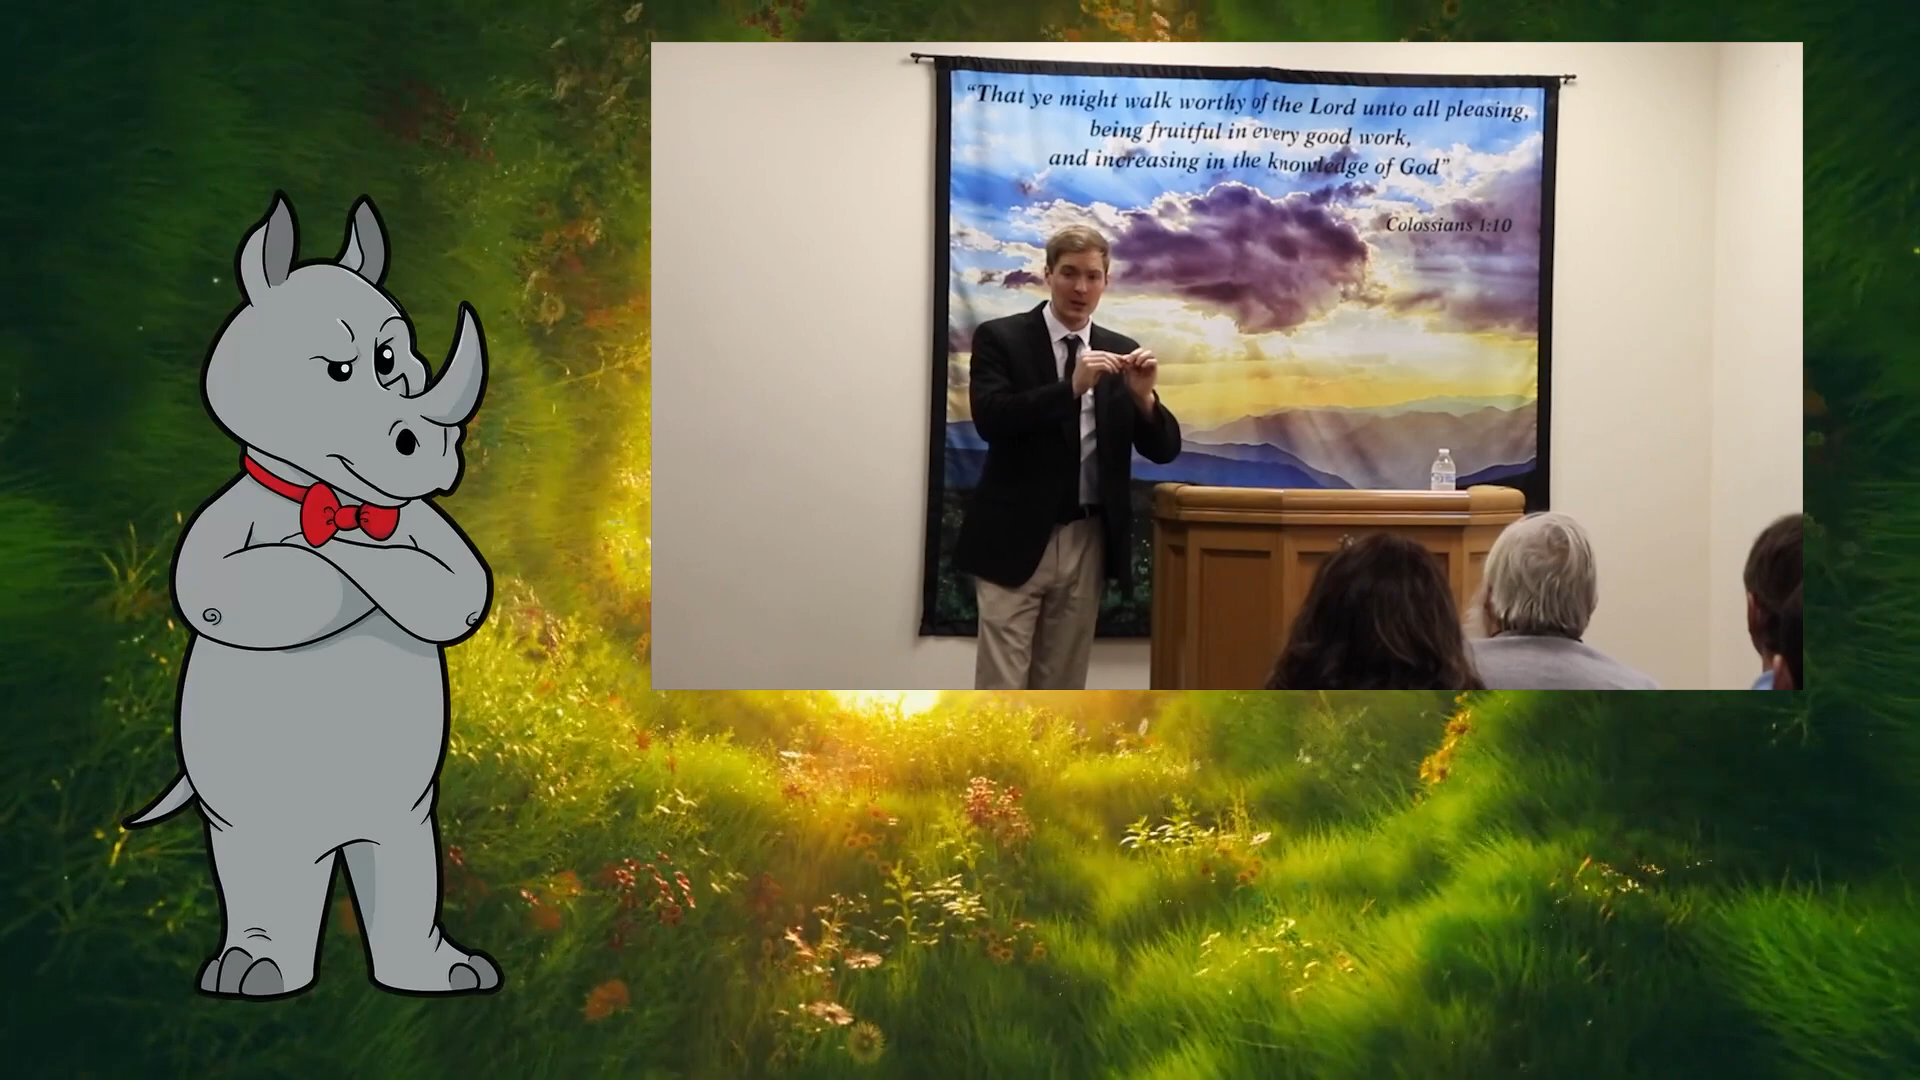 “That ye might walk worthy of the Lord unto all pleasing,
being fruitful in every good work,
and increasing in the knowledge of God”
Colossians 1:10